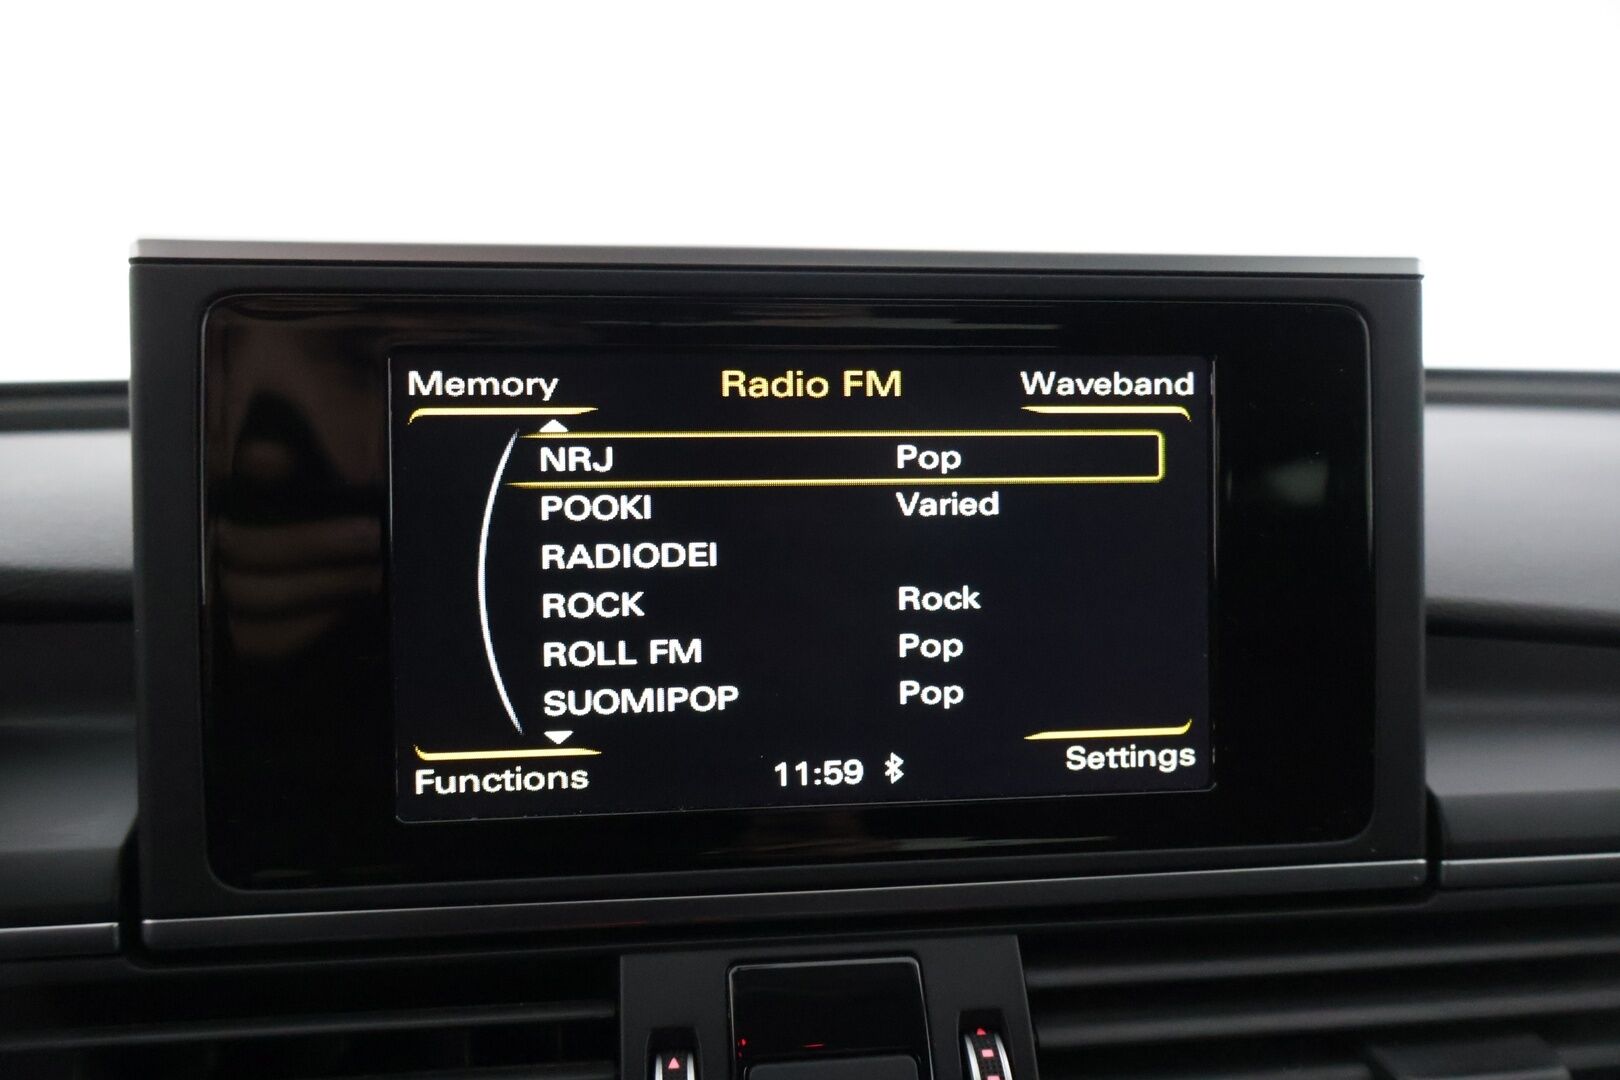 Memory Radio FM Waveband
NRJ Pop
POOKI Varied
RADIODEI
ROCK Rock
ROLL FM Pop
SUOMIPOP Pop
Functions 11:59 Settings